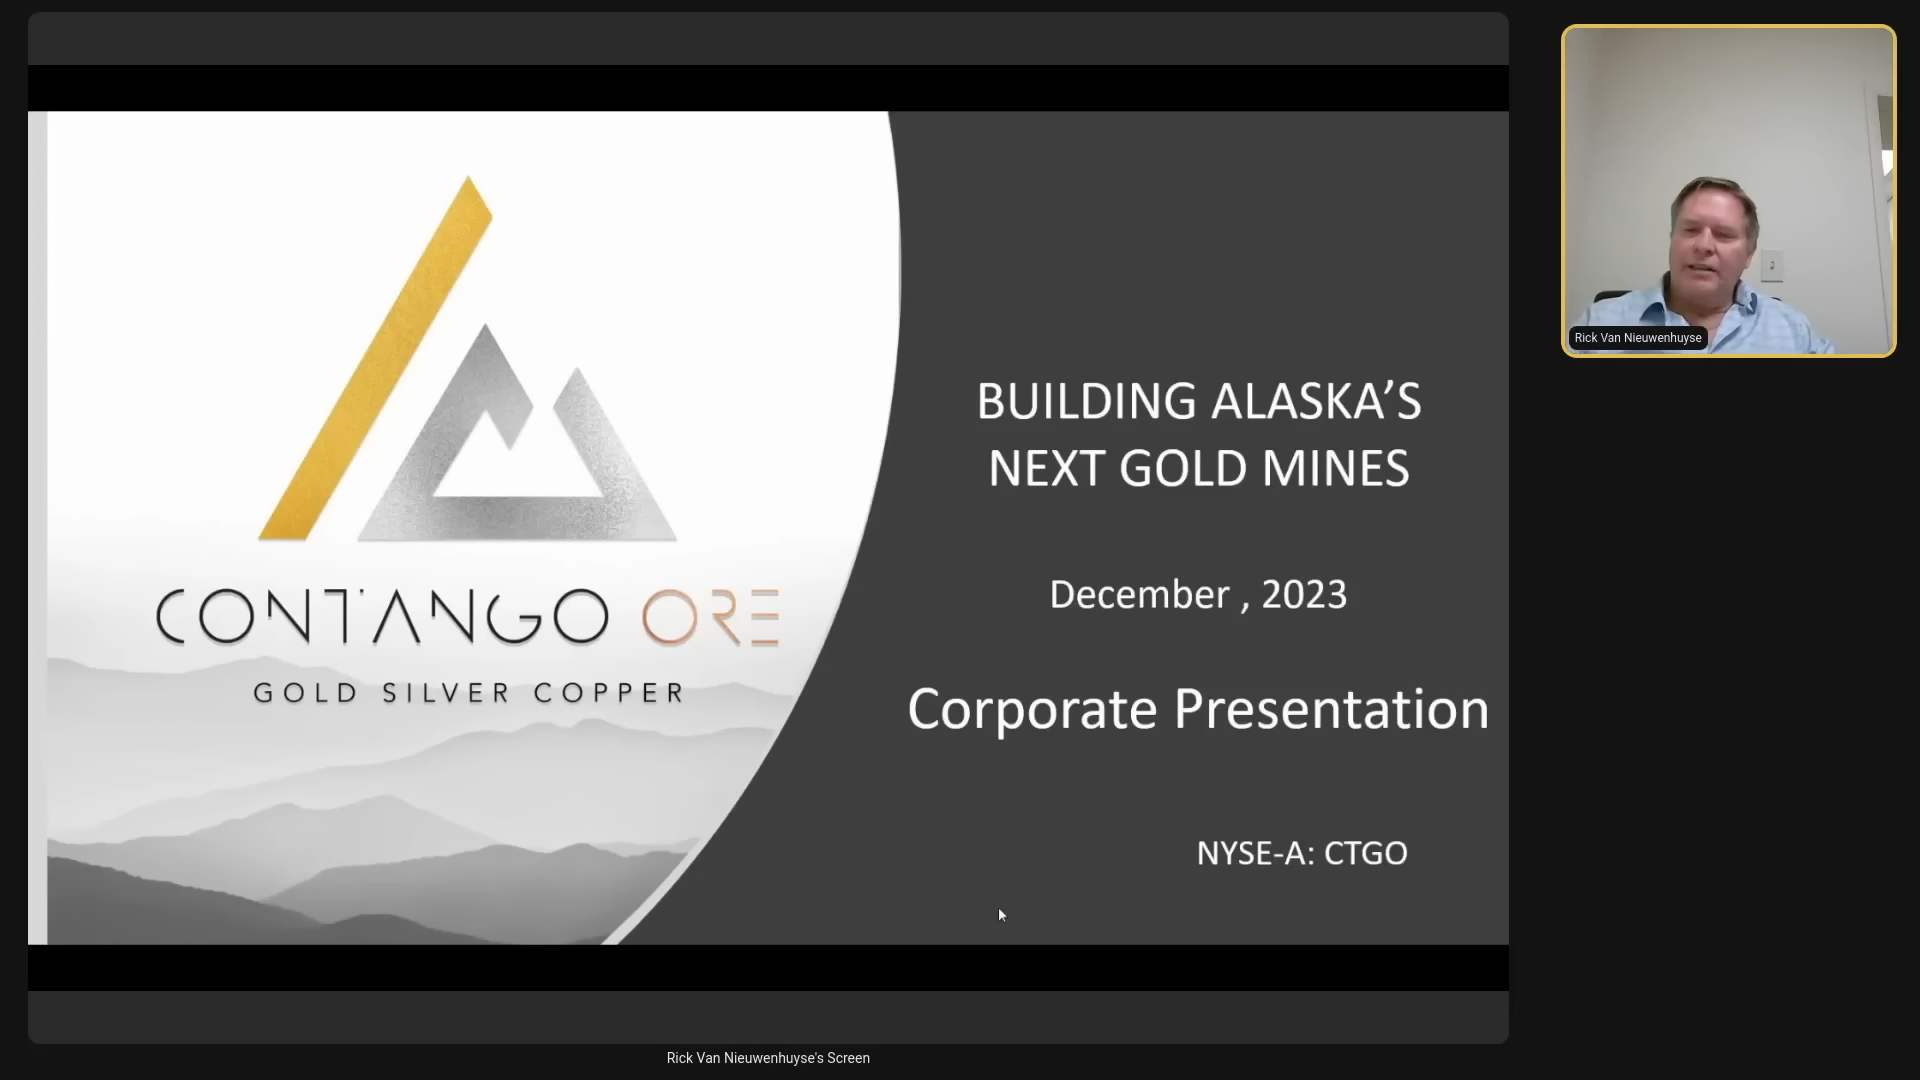 CONTANGO ORE
GOLD SILVER COPPER
BUILDING ALASKA’S
NEXT GOLD MINES
December , 2023
Corporate Presentation
NYSE-A: CTGO
Rick Van Nieuwenhuyse
Rick Van Nieuwenhuyse's Screen